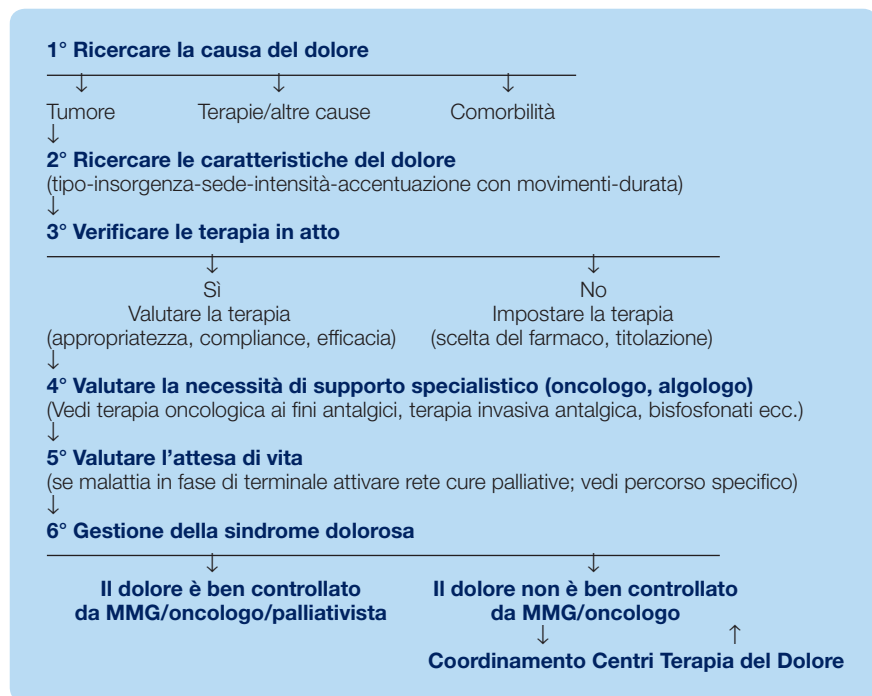 1° Ricercare la causa del dolore
↓ ↓ ↓
Tumore Terapie/altre cause Comorbilità
↓
2° Ricercare le caratteristiche del dolore
(tipo-insorgenza-sede-intensità-accentuazione con movimenti-durata)
↓
3° Verificare le terapia in atto
↓ ↓
Sì No
Valutare la terapia Impostare la terapia
(appropriatezza, compliance, efficacia) (scelta del farmaco, titolazione)
↓
4° Valutare la necessità di supporto specialistico (oncologo, algologo)
(Vedi terapia oncologica ai fini antalgici, terapia invasiva antalgica, bisfosfonati ecc.)
↓
5° Valutare l’attesa di vita
(se malattia in fase di terminale attivare rete cure palliative; vedi percorso specifico)
↓
6° Gestione della sindrome dolorosa
↓ ↓
Il dolore è ben controllato Il dolore non è ben controllato
da MMG/oncologo/palliativista da MMG/oncologo
↓ ↑
Coordinamento Centri Terapia del Dolore